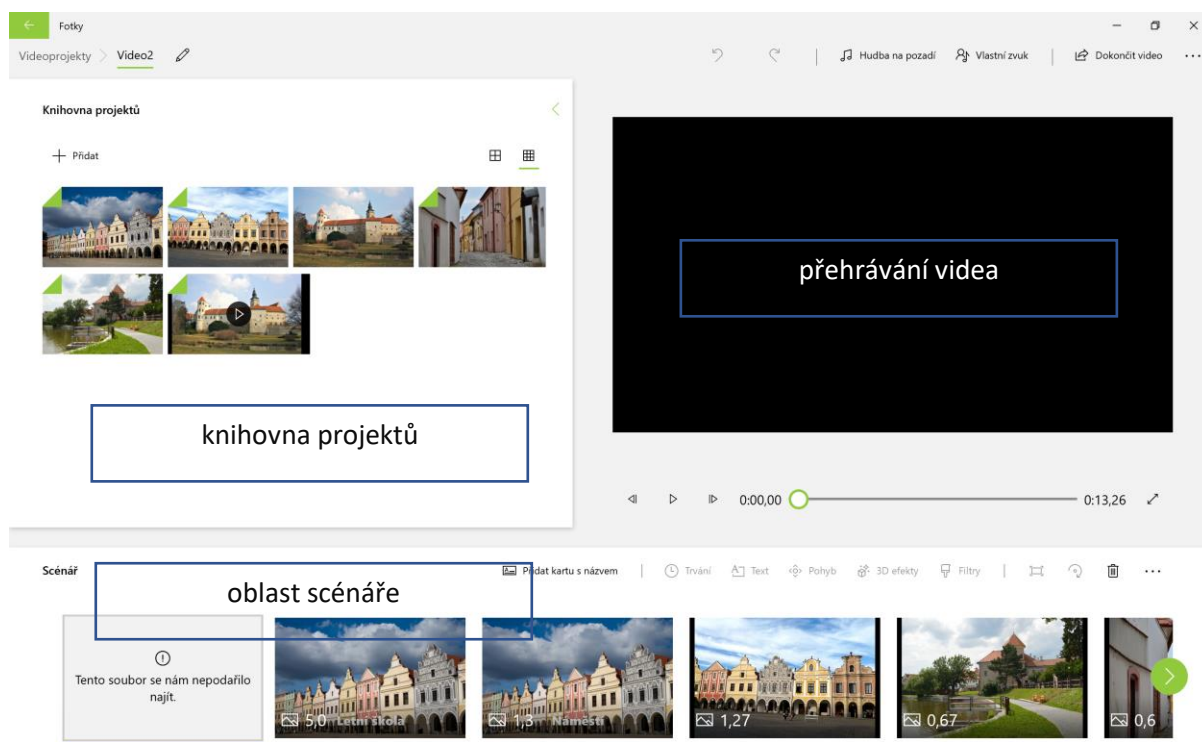 Fotky
Videoprojekty > Video2
Hudba na pozadí Vlastní zvuk Dokončit video ...
Knihovna projektů
+ Přidat
přehrávání videa
knihovna projektů
0:00,00 0:13,26
Scénář
Přidat kartu s názvem Trvání Text Pohyb 3D efekty Filtry ...
oblast scénáře
Tento soubor se nám nepodařilo
najít.
5,0 Letní škola
1,3 Náměstí
1,27
0,67
0,6